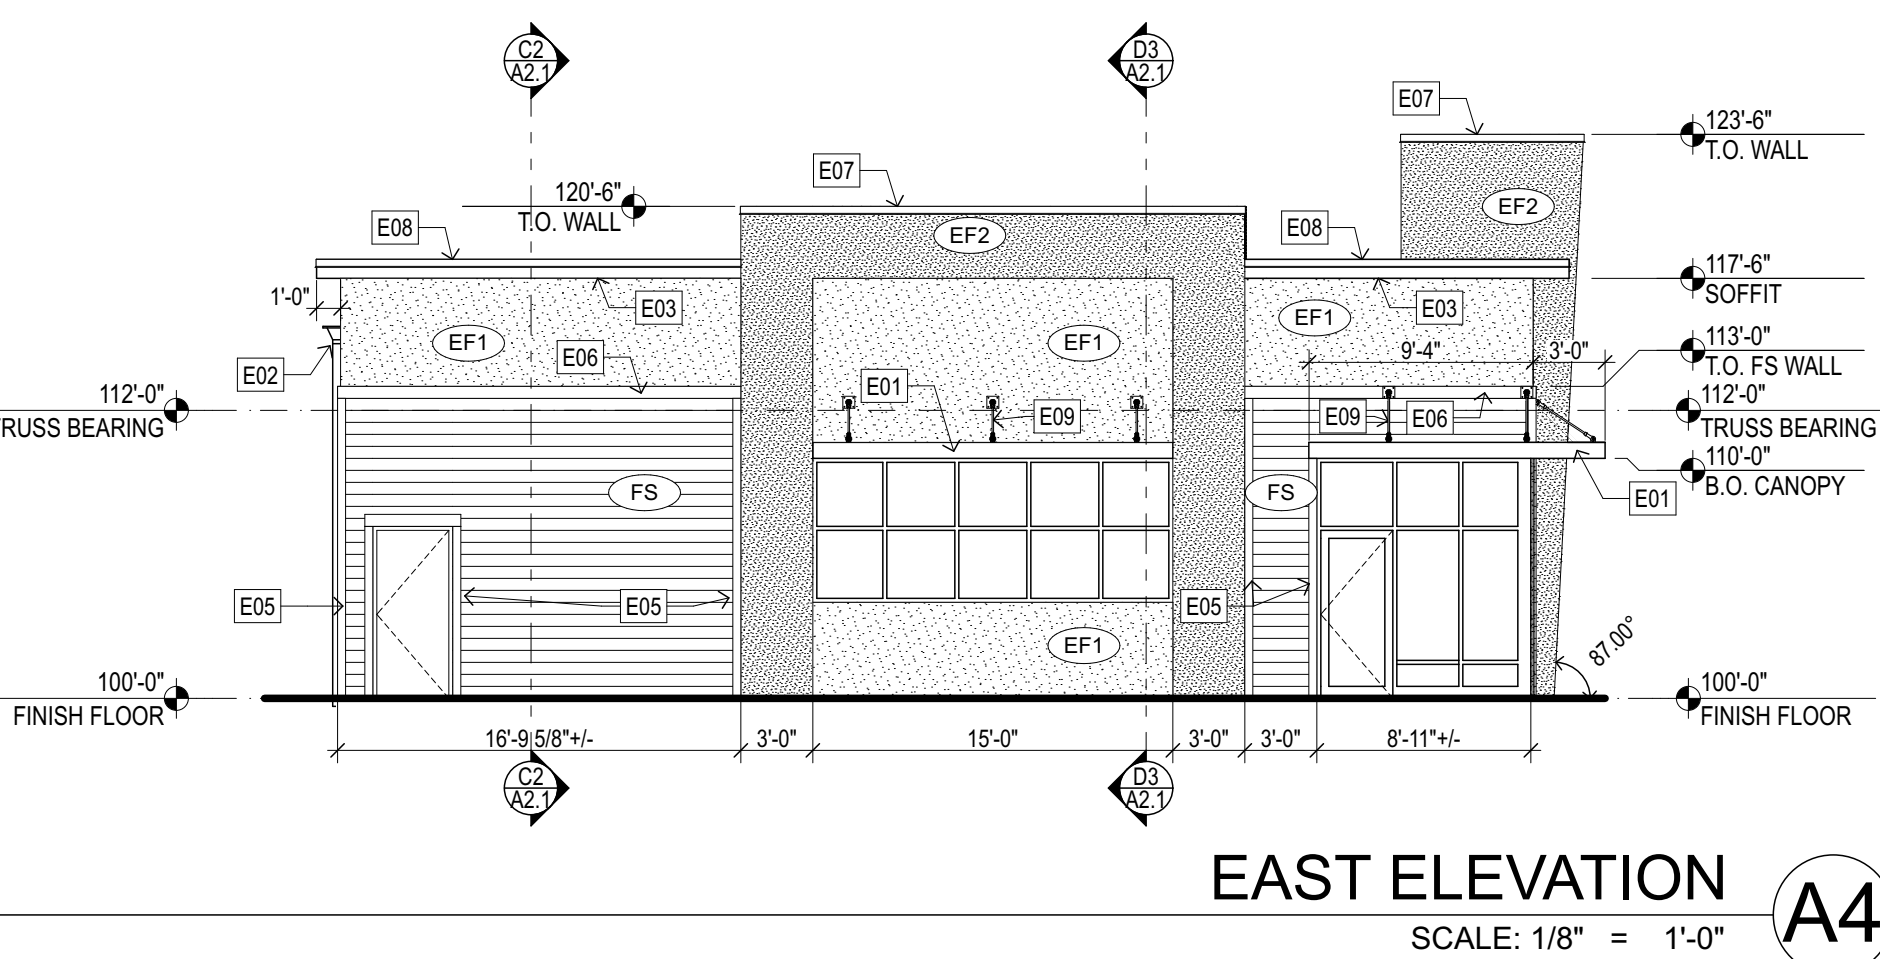 C2
A2.1
D3
A2.1
E07
123'-6"
T.O. WALL
E07
120'-6"
T.O. WALL
EF2
E08
EF2
E08
117'-6"
SOFFIT
1'-0"
E03
E03
EF1
EF1
EF1
E06
9'-4"
3'-0"
113'-0"
T.O. FS WALL
E02
E01
112'-0"
TRUSS BEARING
E09
E09
E06
112'-0"
TRUSS BEARING
110'-0"
B.O. CANOPY
FS
FS
E01
E05
E05
E05
EF1
87.00°
100'-0"
FINISH FLOOR
100'-0"
FINISH FLOOR
16'-9 5/8"+/-
3'-0"
15'-0"
3'-0"
3'-0"
8'-11"+/-
C2
A2.1
D3
A2.1
EAST ELEVATION
A4
SCALE: 1/8" = 1'-0"